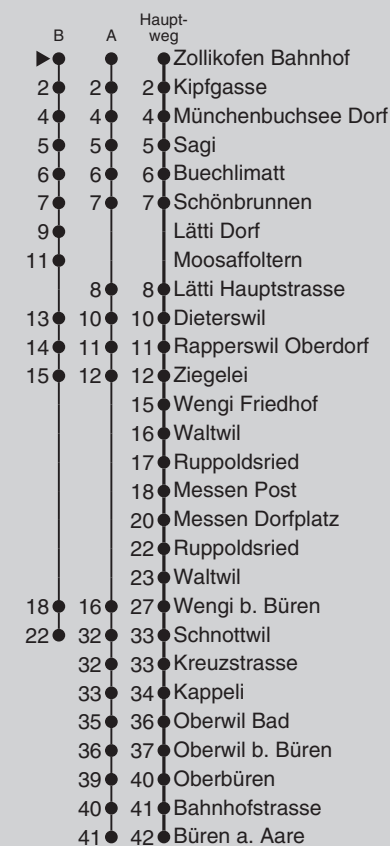 Haupt-
B A weg
Zollikofen Bahnhof
2 2 2 Kipfgasse
4 4 4 Münchenbuchsee Dorf
5 5 5 Sagi
6 6 6 Buechlimatt
7 7 7 Schönbrunnen
9 Lätti Dorf
11 Moosaffoltern
8 8 Lätti Hauptstrasse
13 10 10 Dieterswil
14 11 11 Rapperswil Oberdorf
15 12 12 Ziegelei
15 Wengi Friedhof
16 Waltwil
17 Ruppoldsried
18 Messen Post
20 Messen Dorfplatz
22 Ruppoldsried
23 Waltwil
18 16 27 Wengi b. Büren
22 32 33 Schnottwil
32 33 Kreuzstrasse
33 34 Kappeli
35 36 Oberwil Bad
36 37 Oberwil b. Büren
39 40 Oberbüren
40 41 Bahnhofstrasse
41 42 Büren a. Aare